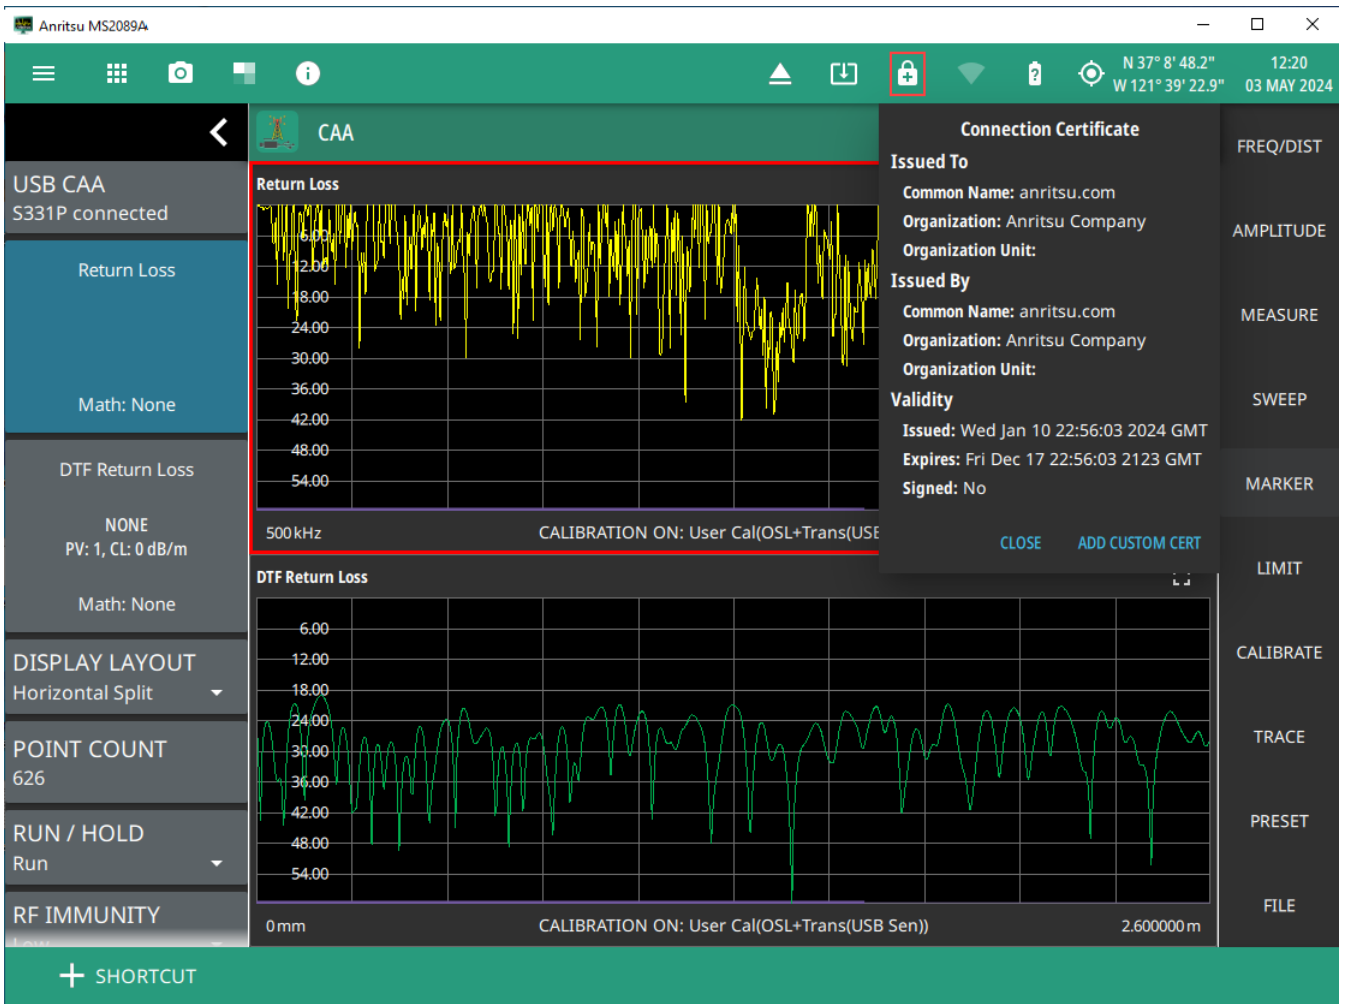 Anritsu MS2089A
N 37° 8' 48.2"
W 121° 39' 22.9"
12:20
03 MAY 2024
USB CAA
S331P connected
Return Loss
Math: None
DTF Return Loss
NONE
PV: 1, CL: 0 dB/m
Math: None
DISPLAY LAYOUT
Horizontal Split
POINT COUNT
626
RUN / HOLD
Run
RF IMMUNITY
Low
CAA
Return Loss
6.00
12.00
18.00
24.00
30.00
36.00
42.00
48.00
54.00
500 kHz
CALIBRATION ON: User Cal(OSL+Trans(USE
DTF Return Loss
6.00
12.00
18.00
24.00
30.00
36.00
42.00
48.00
54.00
0 mm
CALIBRATION ON: User Cal(OSL+Trans(USB Sen))
2.600000 m
Connection Certificate
Issued To
Common Name: anritsu.com
Organization: Anritsu Company
Organization Unit:
Issued By
Common Name: anritsu.com
Organization: Anritsu Company
Organization Unit:
Validity
Issued: Wed Jan 10 22:56:03 2024 GMT
Expires: Fri Dec 17 22:56:03 2123 GMT
Signed: No
CLOSE
ADD CUSTOM CERT
FREQ/DIST
AMPLITUDE
MEASURE
SWEEP
MARKER
LIMIT
CALIBRATE
TRACE
PRESET
FILE
SHORTCUT